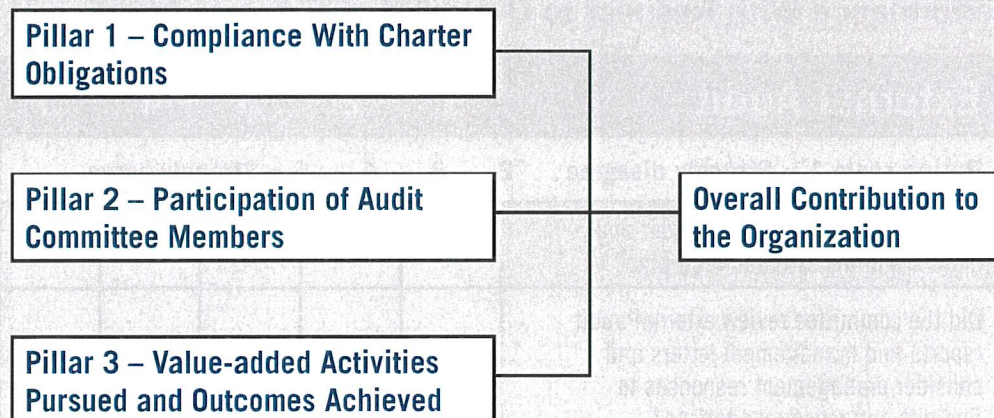 Pillar 1 – Compliance With Charter
Obligations
Pillar 2 – Participation of Audit
Committee Members
Overall Contribution to
the Organization
Pillar 3 – Value-added Activities
Pursued and Outcomes Achieved